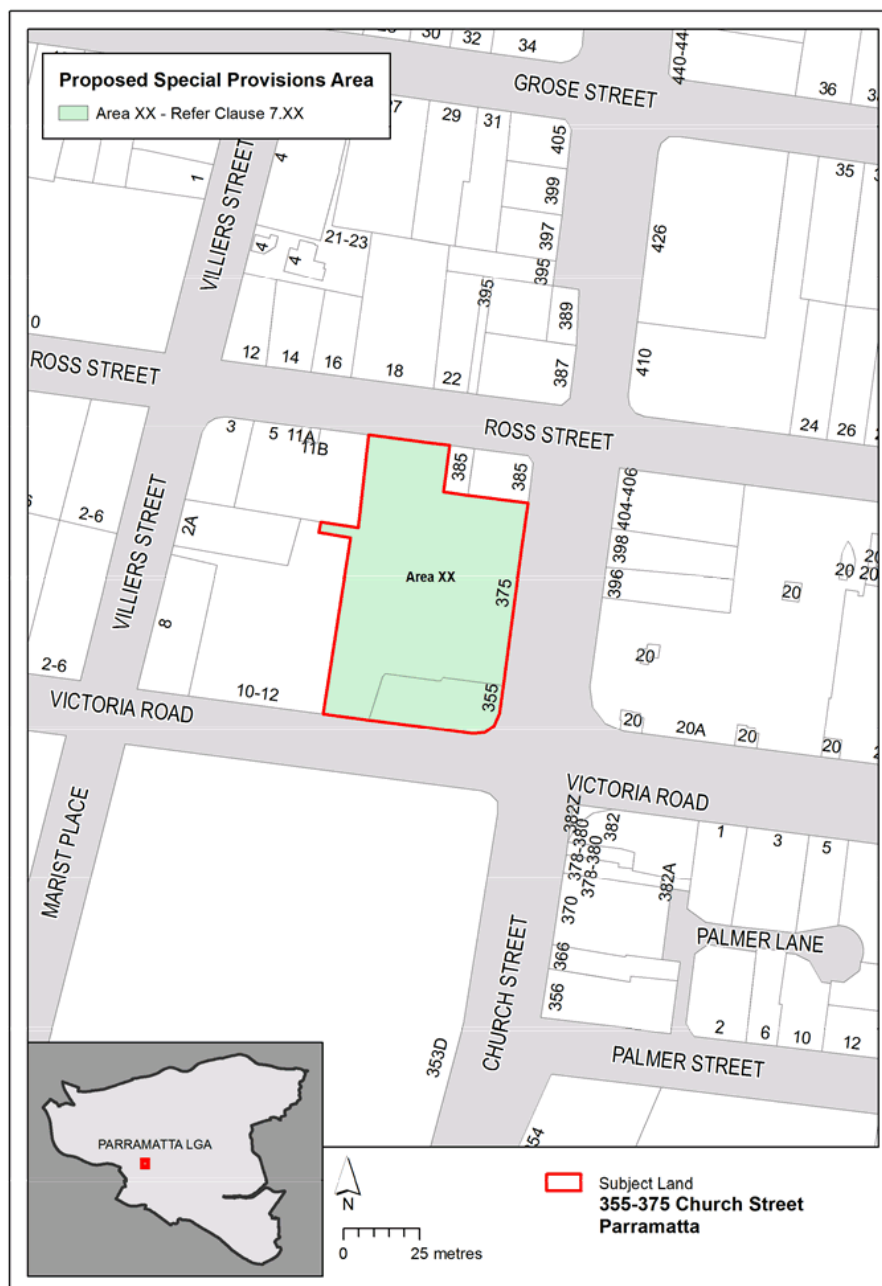 30
32
34
440-44
36
GROSE STREET
Proposed Special Provisions Area
Area XX - Refer Clause 7.XX
27
29
31
405
4
1
VILLIERS STREET
399
397
395
395
389
387
426
35
4
4
21-23
0
12
14
16
18
22
410
ROSS STREET
24
26
ROSS STREET
3
5
11A
11B
385
385
404-406
398
396
2-6
2A
VILLIERS STREET
Area XX
375
20
20
20
20
20
8
2-6
10-12
355
VICTORIA ROAD
20
20A
20
20
VICTORIA ROAD
382Z
382
378-380
378-380
1
3
5
382A
370
MARIST PLACE
PALMER LANE
366
356
CHURCH STREET
2
6
10
12
353D
PALMER STREET
PARRAMATTA LGA
N
0
25 metres
Subject Land
355-375 Church Street
Parramatta